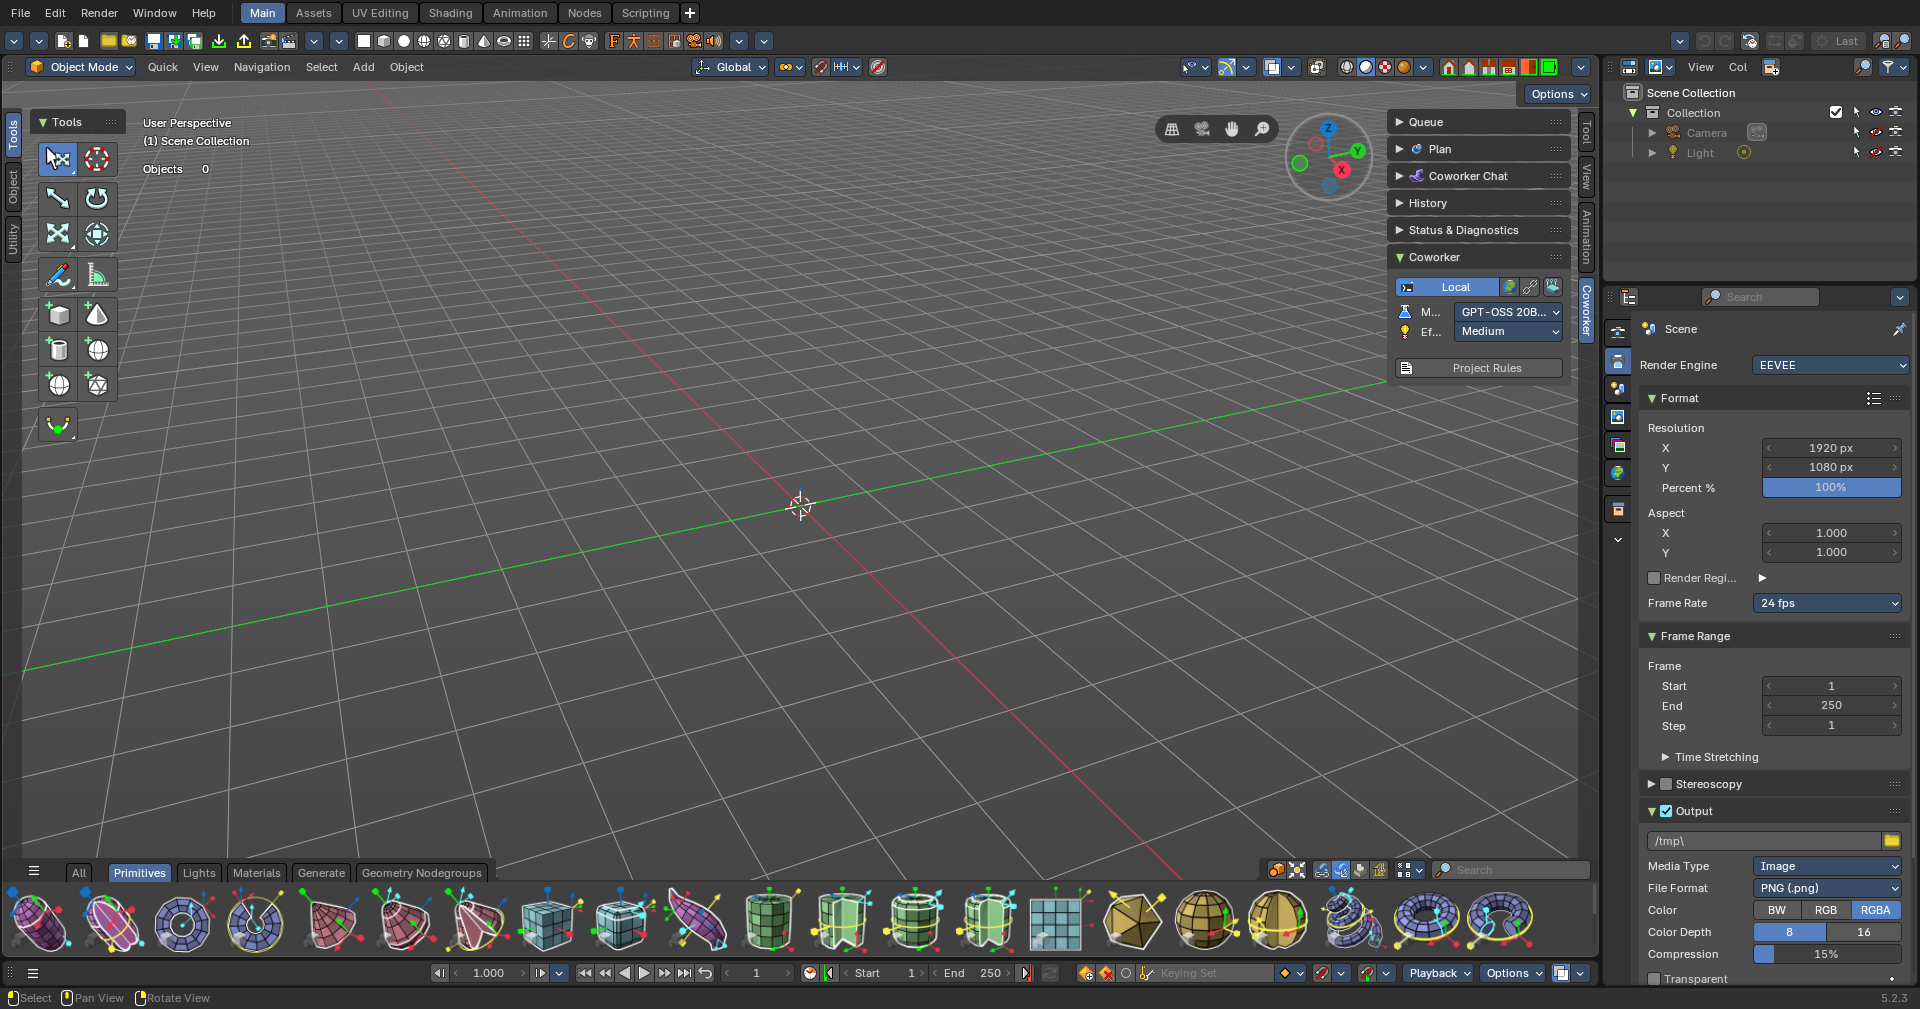 File Edit Render Window Help Main Assets UV Editing Shading Animation Nodes Scripting
Last
Object Mode Quick View Navigation Select Add Object Global
View Col
Options
Tools
Object
Utility
Tools
User Perspective
(1) Scene Collection
Objects 0
Z
Y
X
Queue
Plan
Coworker Chat
History
Status & Diagnostics
Coworker
Local
M... GPT-OSS 20B...
Ef... Medium
Project Rules
Tool
View
Animation
Coworker
Scene Collection
Collection
Camera
Light
Search
Scene
Render Engine EEVEE
Format
Resolution
X 1920 px
Y 1080 px
Percent % 100%
Aspect
X 1.000
Y 1.000
Render Regi...
Frame Rate 24 fps
Frame Range
Frame
Start 1
End 250
Step 1
Time Stretching
Stereoscopy
Output
/tmp\
Media Type Image
File Format PNG (.png)
Color BW RGB RGBA
Color Depth 8 16
Compression 15%
Transparent
All Primitives Lights Materials Generate Geometry Nodegroups Search
1.000 1 Start 1 End 250 Keying Set Playback Options
Select Pan View Rotate View 5.2.3